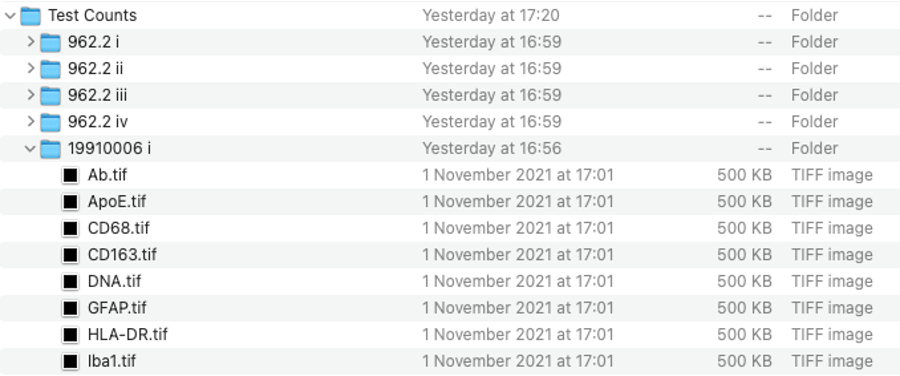 Test Counts Yesterday at 17:20 -- Folder
962.2 i Yesterday at 16:59 -- Folder
962.2 ii Yesterday at 16:59 -- Folder
962.2 iii Yesterday at 16:59 -- Folder
962.2 iv Yesterday at 16:59 -- Folder
19910006 i Yesterday at 16:56 -- Folder
Ab.tif 1 November 2021 at 17:01 500 KB TIFF image
ApoE.tif 1 November 2021 at 17:01 500 KB TIFF image
CD68.tif 1 November 2021 at 17:01 500 KB TIFF image
CD163.tif 1 November 2021 at 17:01 500 KB TIFF image
DNA.tif 1 November 2021 at 17:01 500 KB TIFF image
GFAP.tif 1 November 2021 at 17:01 500 KB TIFF image
HLA-DR.tif 1 November 2021 at 17:01 500 KB TIFF image
Iba1.tif 1 November 2021 at 17:01 500 KB TIFF image